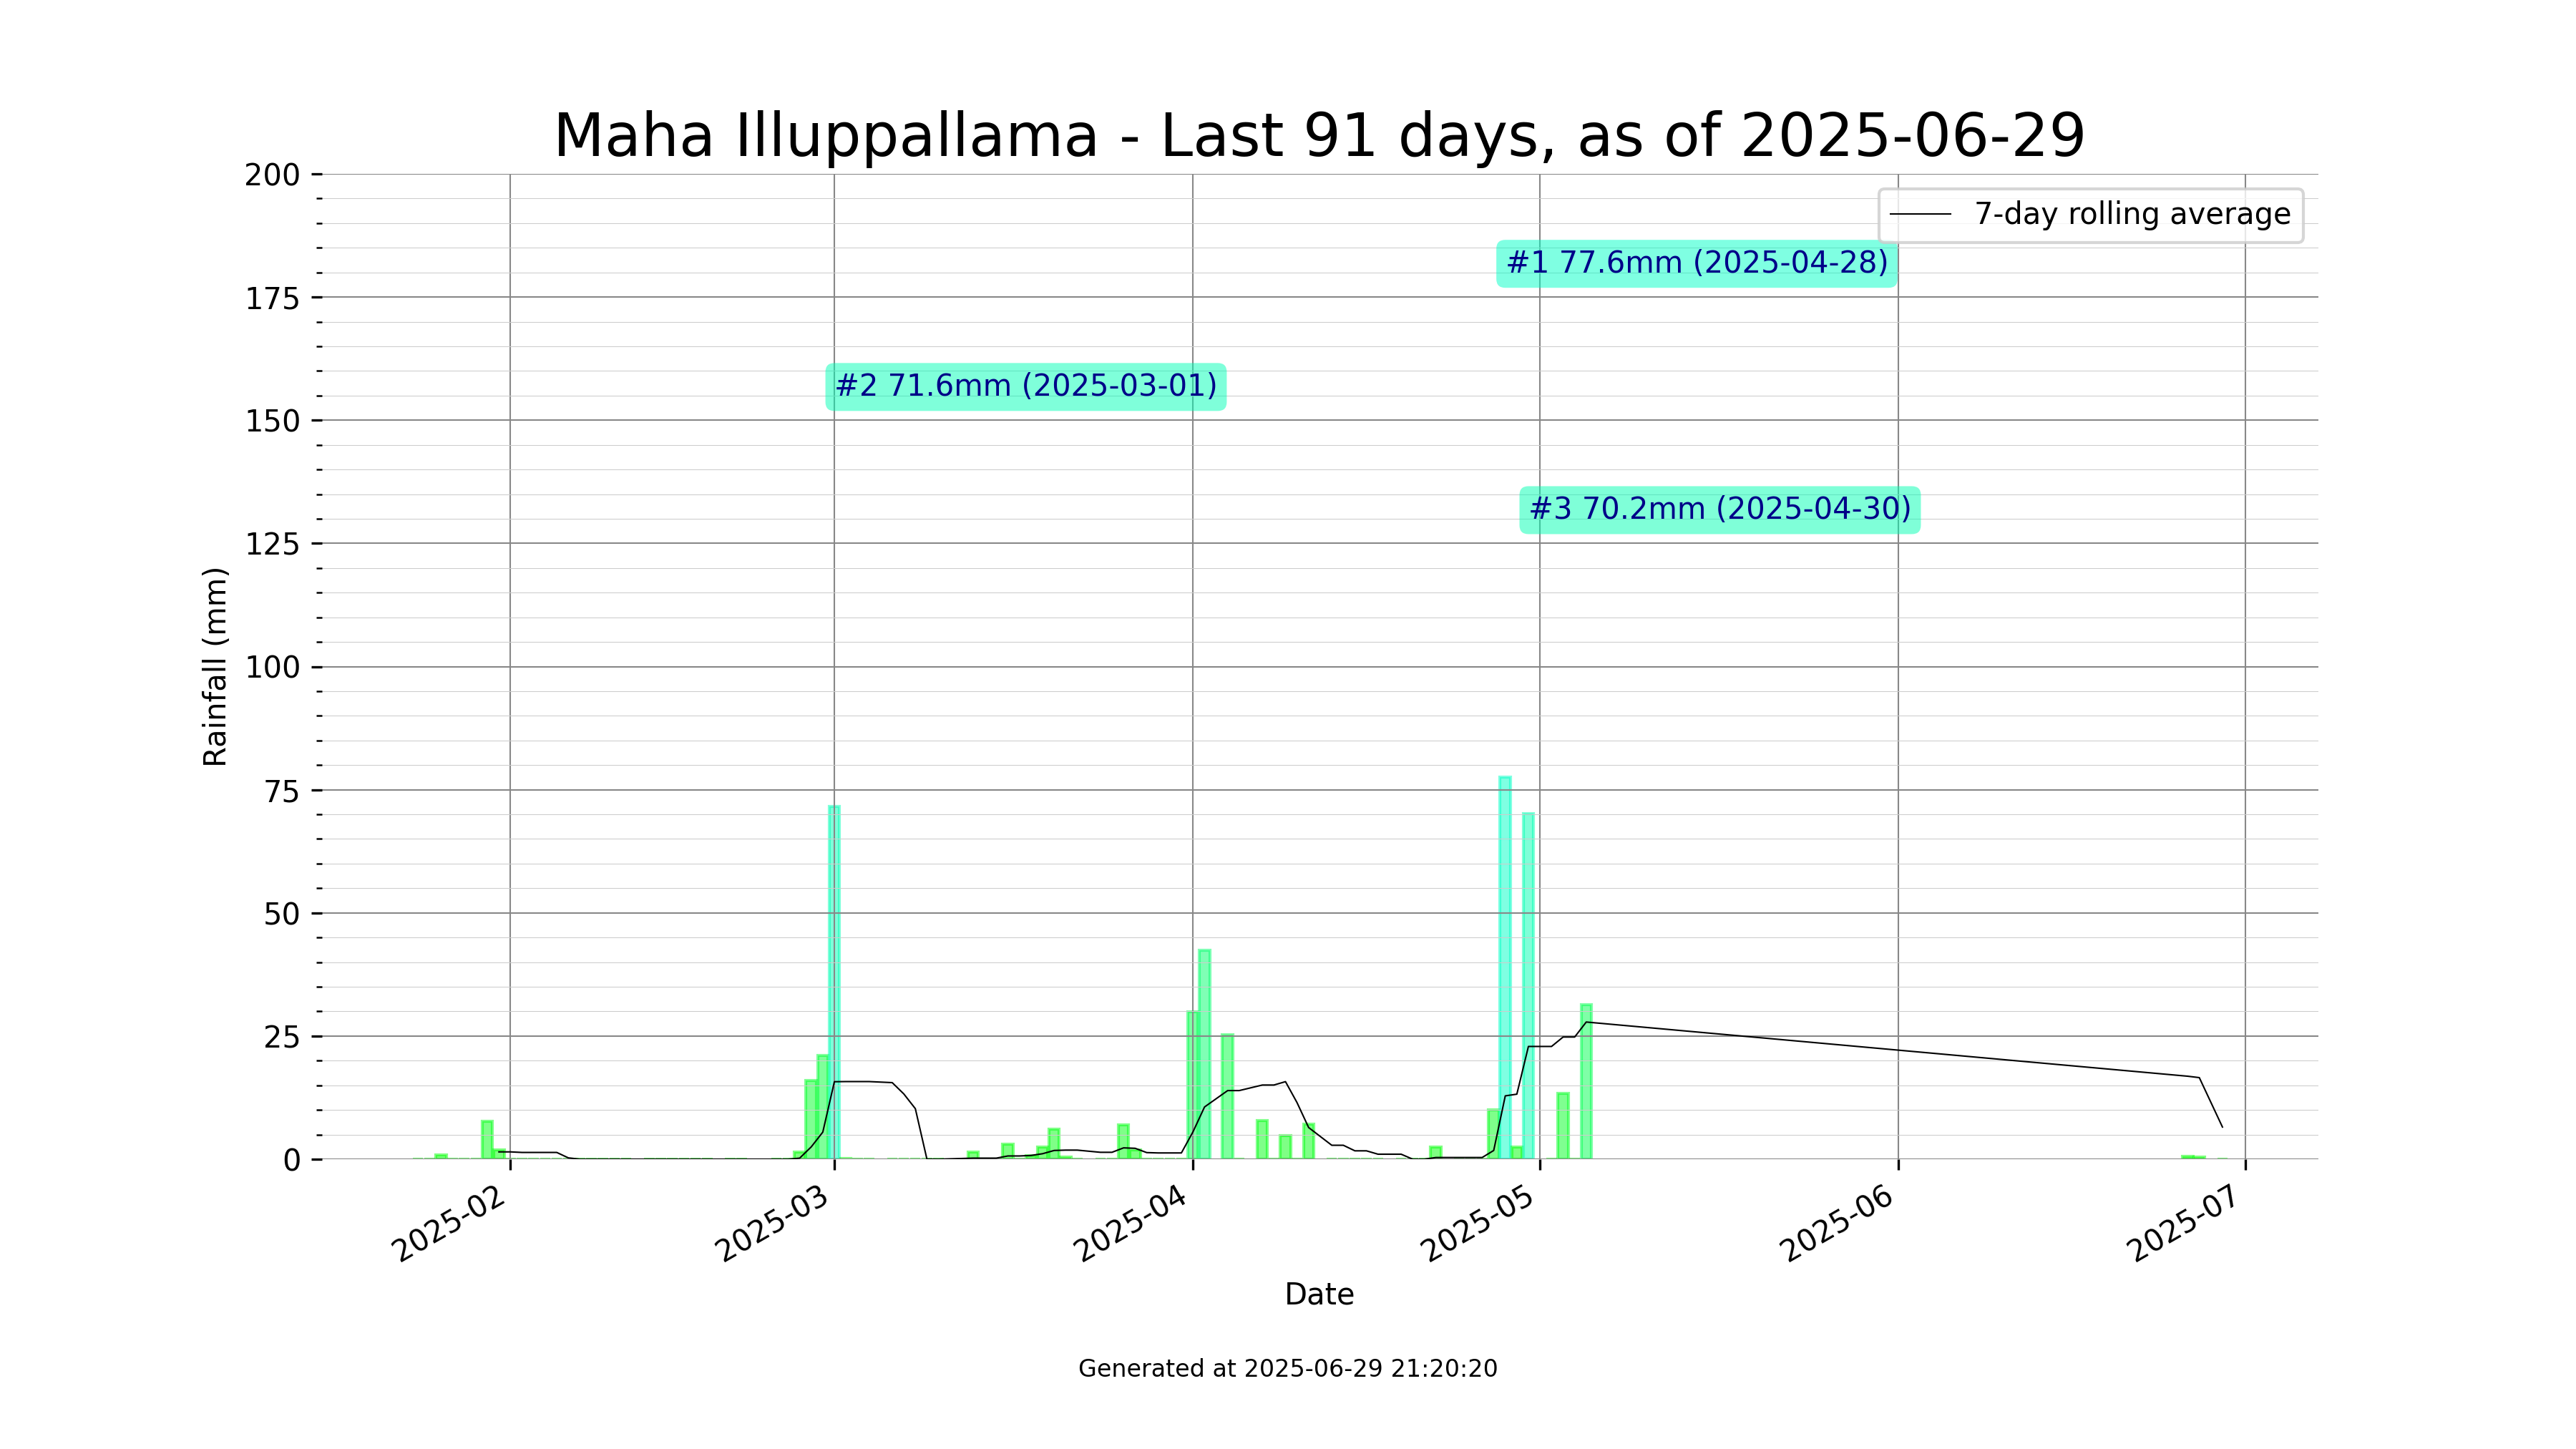 Maha Illuppallama - Last 91 days, as of 2025-06-29
200
175
150
125
100
75
50
25
0
Rainfall (mm)
7-day rolling average
#1 77.6mm (2025-04-28)
#2 71.6mm (2025-03-01)
#3 70.2mm (2025-04-30)
2025-02
2025-03
2025-04
2025-05
2025-06
2025-07
Date
Generated at 2025-06-29 21:20:20